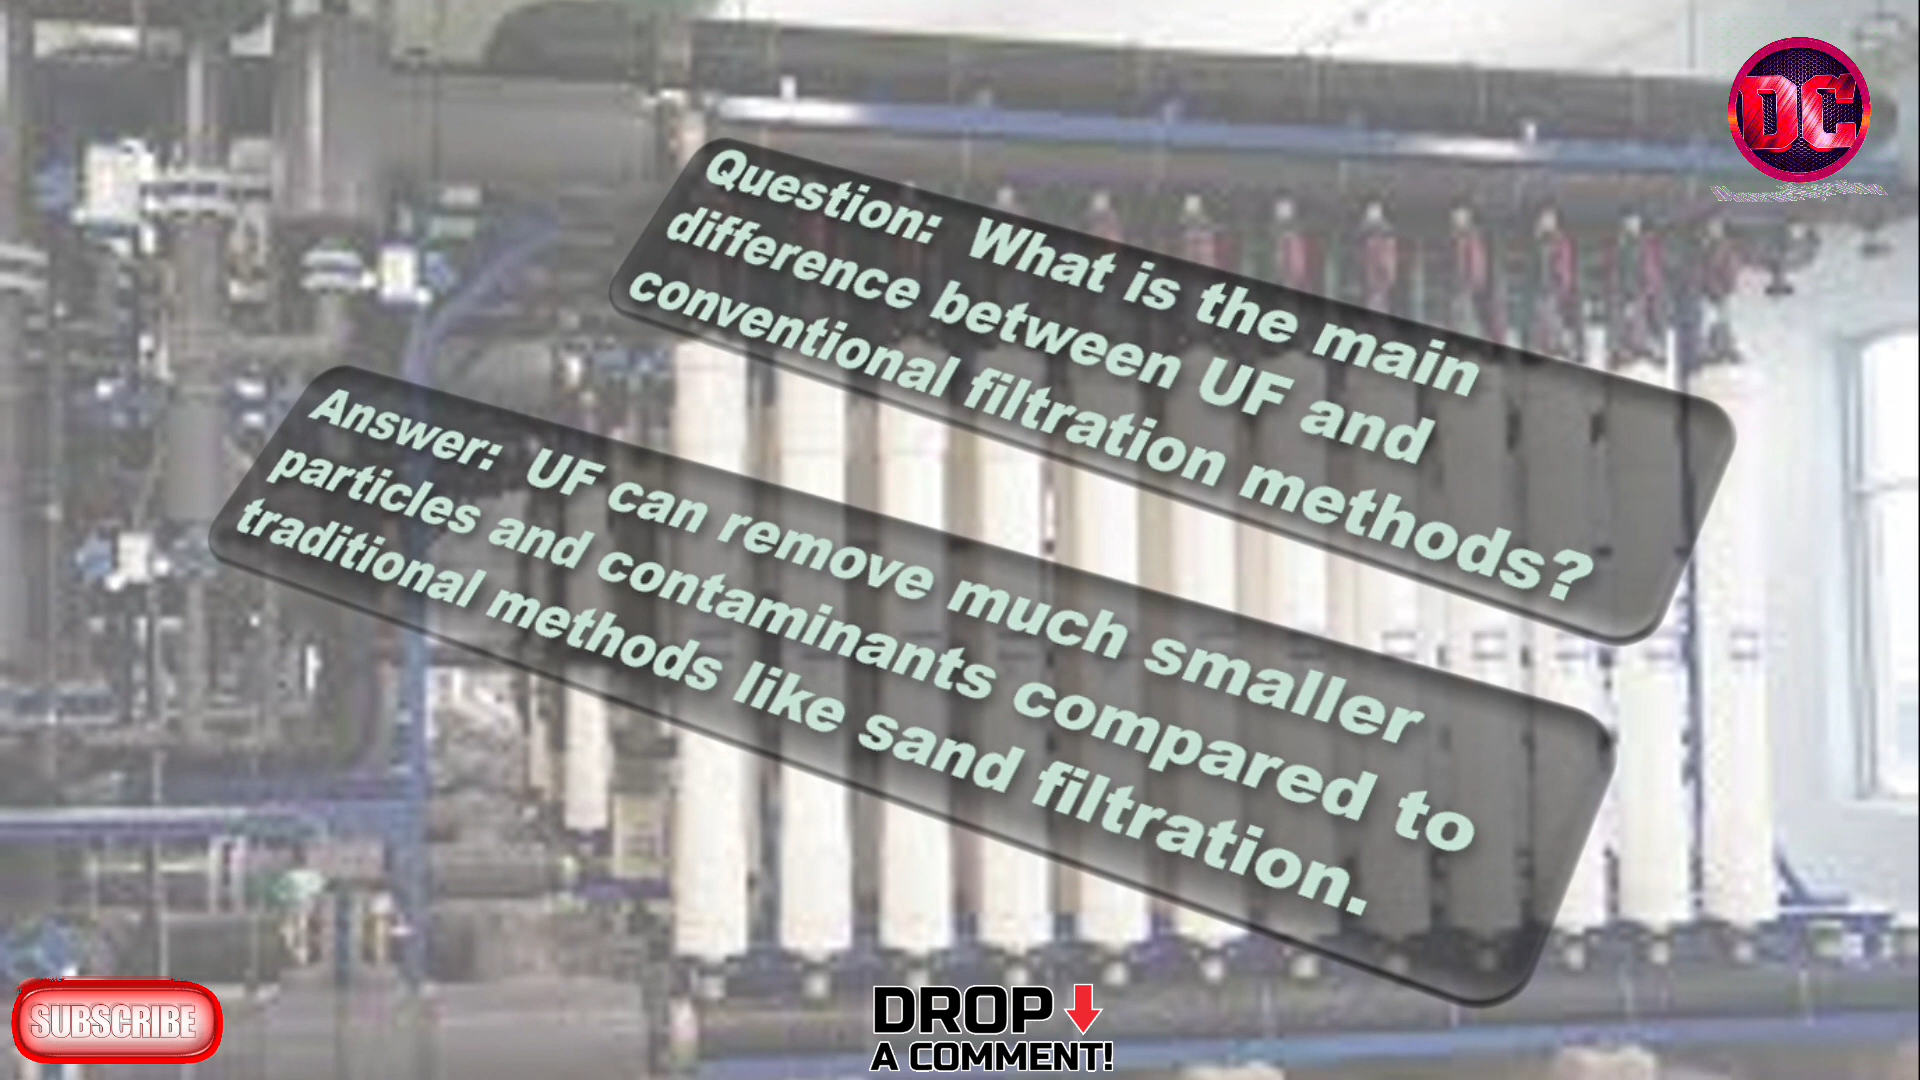 DC
Question: What is the main
difference between UF and
conventional filtration methods?
Answer: UF can remove much smaller
particles and contaminants compared to
traditional methods like sand filtration.
SUBSCRIBE
DROP
A COMMENT!